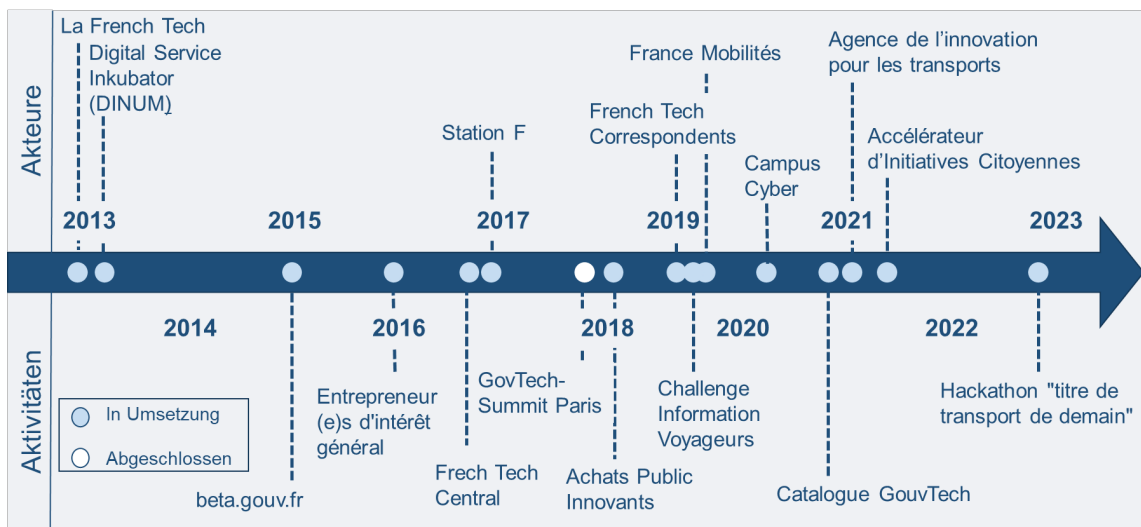 Akteure
La French Tech
Digital Service
Inkubator
(DINUM)
Station F
France Mobilités
French Tech
Correspondents
Campus
Cyber
Agence de l’innovation
pour les transports
Accélérateur
d’Initiatives Citoyennes
2013
2015
2017
2019
2021
2023
2014
2016
2018
2020
2022
Aktivitäten
In Umsetzung
Abgeschlossen
beta.gouv.fr
Entrepreneur
(e)s d'intérêt
général
Frech Tech
Central
GovTech-
Summit Paris
Achats Public
Innovants
Challenge
Information
Voyageurs
Catalogue GouvTech
Hackathon "titre de
transport de demain"